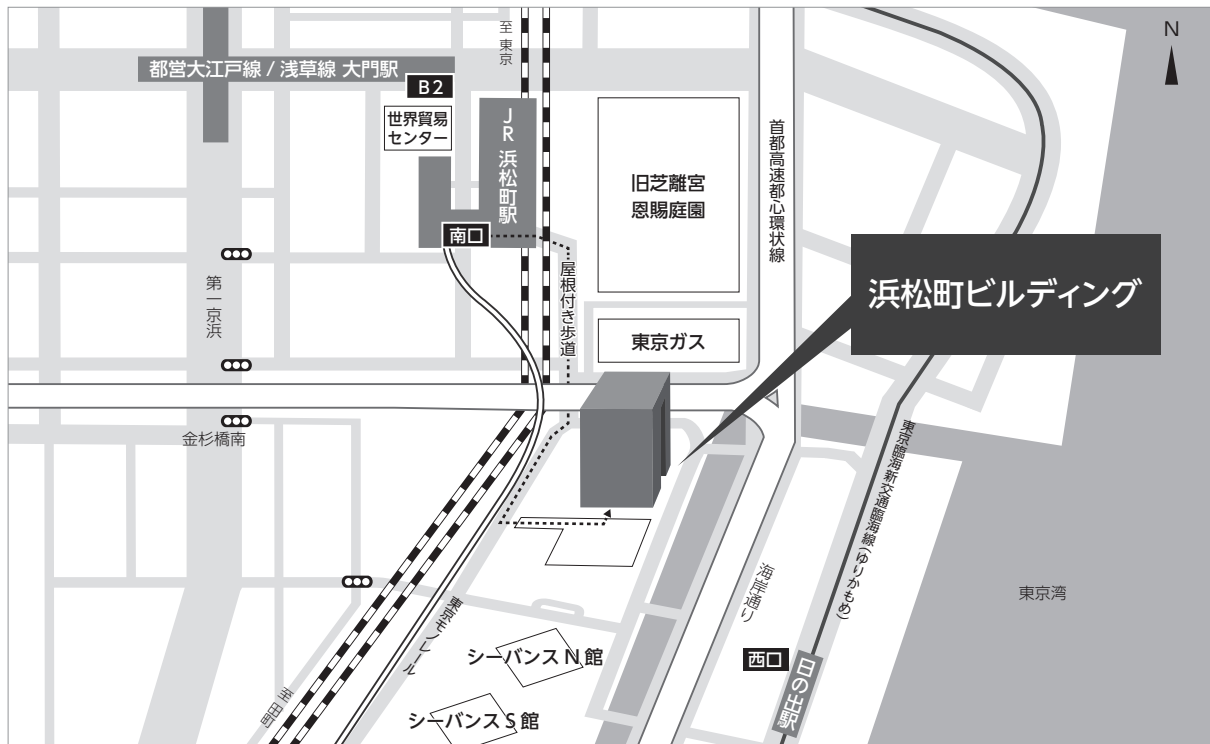 至 東京
N
都営大江戸線 / 浅草線 大門駅
B2
世界貿易
センター
JR 浜松町駅
旧芝離宮
恩賜庭園
首都高速都心環状線
南口
屋根付き歩道
第一京浜
浜松町ビルディング
東京ガス
金杉橋南
東京臨海新交通臨海線(ゆりかもめ)
海岸通り
東京湾
東京モノレール
シーバンスN館
西口
日の出駅
至 田町
シーバンスS館